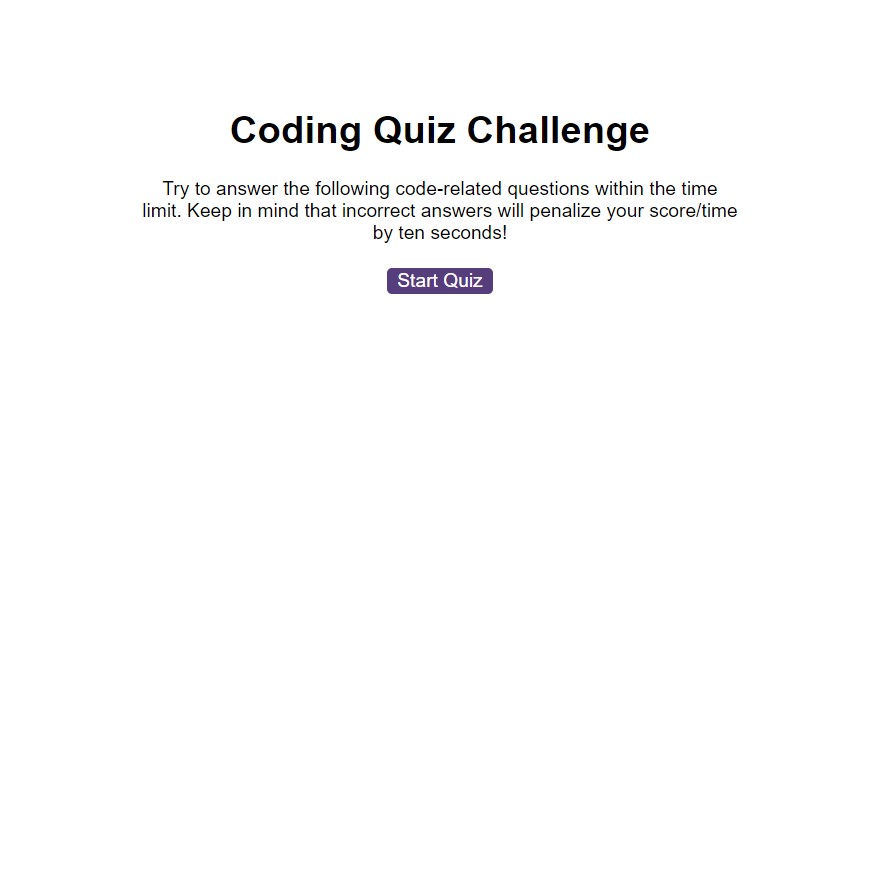 Coding Quiz Challenge
Try to answer the following code-related questions within the time
limit. Keep in mind that incorrect answers will penalize your score/time
by ten seconds!
Start Quiz